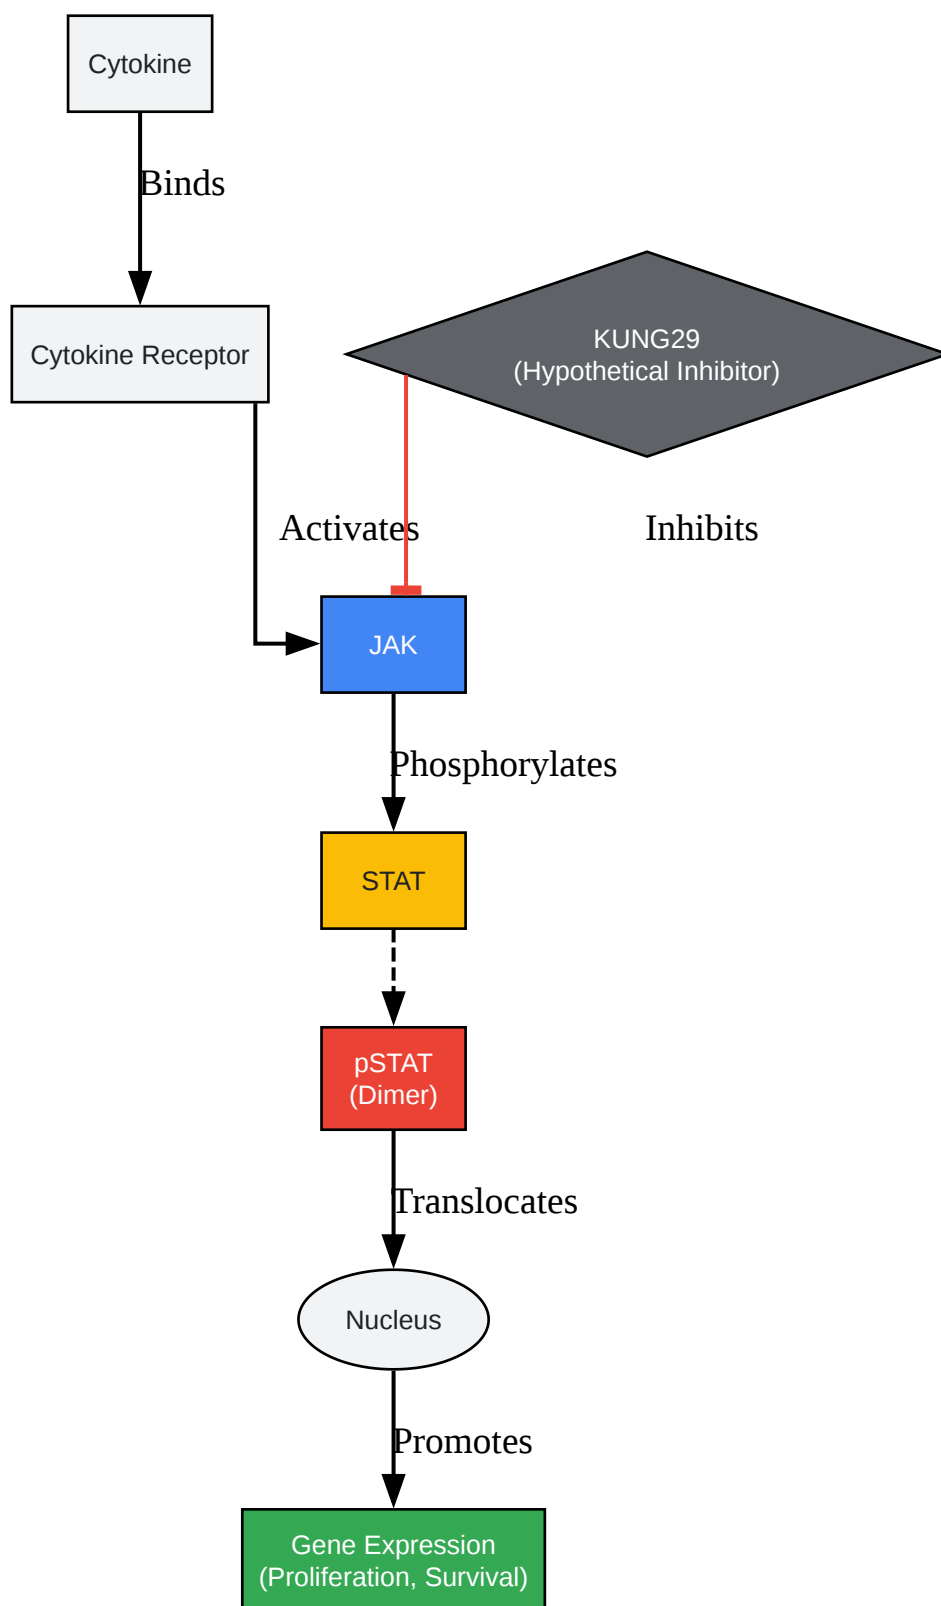 Cytokine
Binds
Cytokine Receptor
KUNG29
(Hypothetical Inhibitor)
Activates
Inhibits
JAK
Phosphorylates
STAT
pSTAT
(Dimer)
Translocates
Nucleus
Promotes
Gene Expression
(Proliferation, Survival)